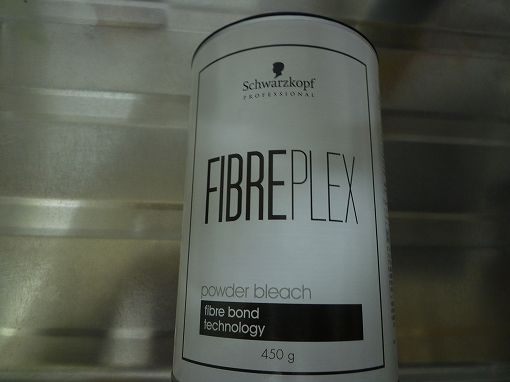 Schwarzkopf
PROFESSIONAL
FIBREPLEX
powder bleach
fibre bond
technology
450 g